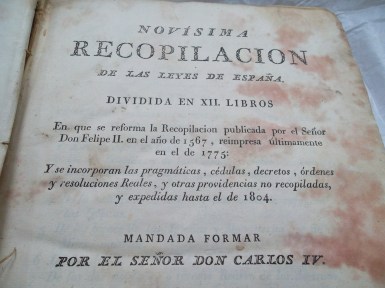 NOVÍSIMA
RECOPILACION
DE LAS LEYES DE ESPAÑA.
DIVIDIDA EN XII. LIBROS
En que se reforma la Recopilacion publicada por el Señor
Don Felipe II. en el año de 1567, reimpresa últimamente
en el de 1775:
Y se incorporan las pragmáticas, cédulas, decretos, órdenes
y resoluciones Reales, y otras providencias no recopiladas,
y expedidas hasta el de 1804.
MANDADA FORMAR
POR EL SEÑOR DON CARLOS IV.